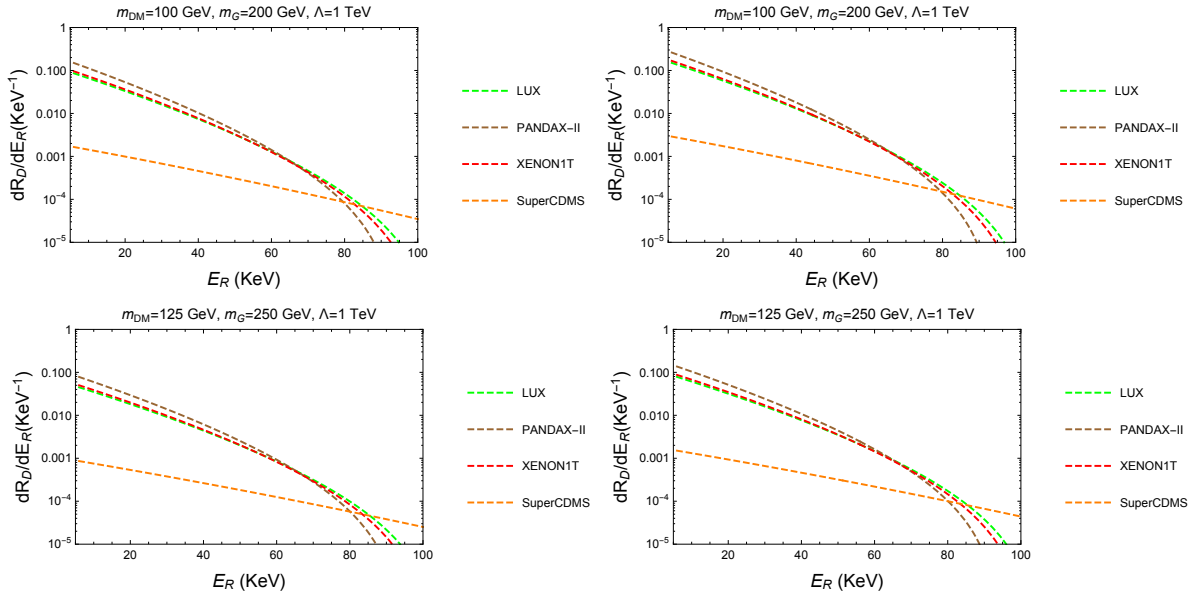 m_DM=100 GeV, m_G=200 GeV, Λ=1 TeV
1
0.100
0.010
0.001
10⁻⁴
10⁻⁵
dR_D/dE_R(KeV⁻¹)
20 40 60 80 100
E_R (KeV)
LUX
PANDAX-II
XENON1T
SuperCDMS
m_DM=100 GeV, m_G=200 GeV, Λ=1 TeV
1
0.100
0.010
0.001
10⁻⁴
10⁻⁵
dR_D/dE_R(KeV⁻¹)
20 40 60 80 100
E_R (KeV)
LUX
PANDAX-II
XENON1T
SuperCDMS
m_DM=125 GeV, m_G=250 GeV, Λ=1 TeV
1
0.100
0.010
0.001
10⁻⁴
10⁻⁵
dR_D/dE_R(KeV⁻¹)
20 40 60 80 100
E_R (KeV)
LUX
PANDAX-II
XENON1T
SuperCDMS
m_DM=125 GeV, m_G=250 GeV, Λ=1 TeV
1
0.100
0.010
0.001
10⁻⁴
10⁻⁵
dR_D/dE_R(KeV⁻¹)
20 40 60 80 100
E_R (KeV)
LUX
PANDAX-II
XENON1T
SuperCDMS